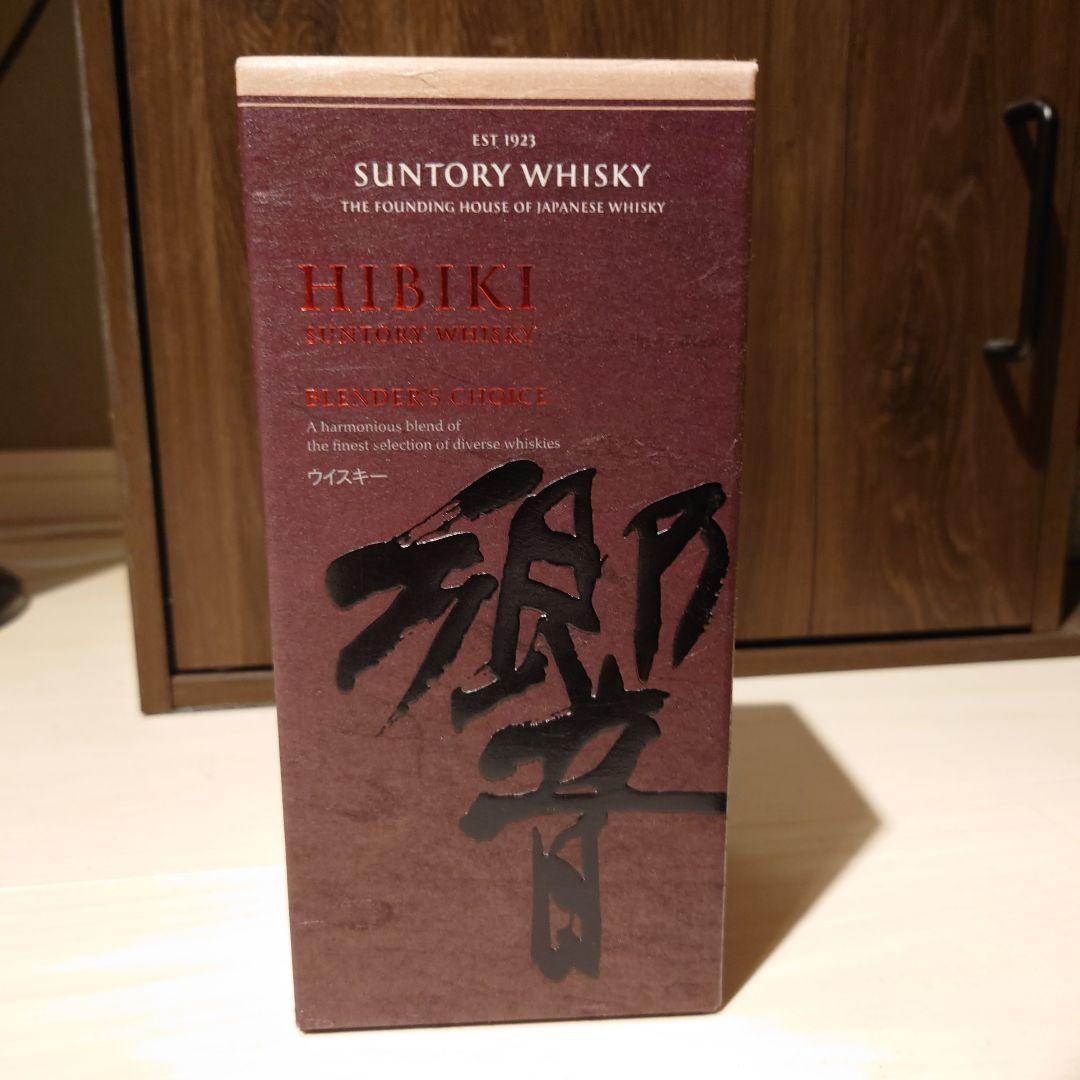 EST 1923
SUNTORY WHISKY
THE FOUNDING HOUSE OF JAPANESE WHISKY
HIBIKI
SUNTORY WHISKY
BLENDER'S CHOICE
A harmonious blend of
the finest selection of diverse whiskies
ウイスキー
響